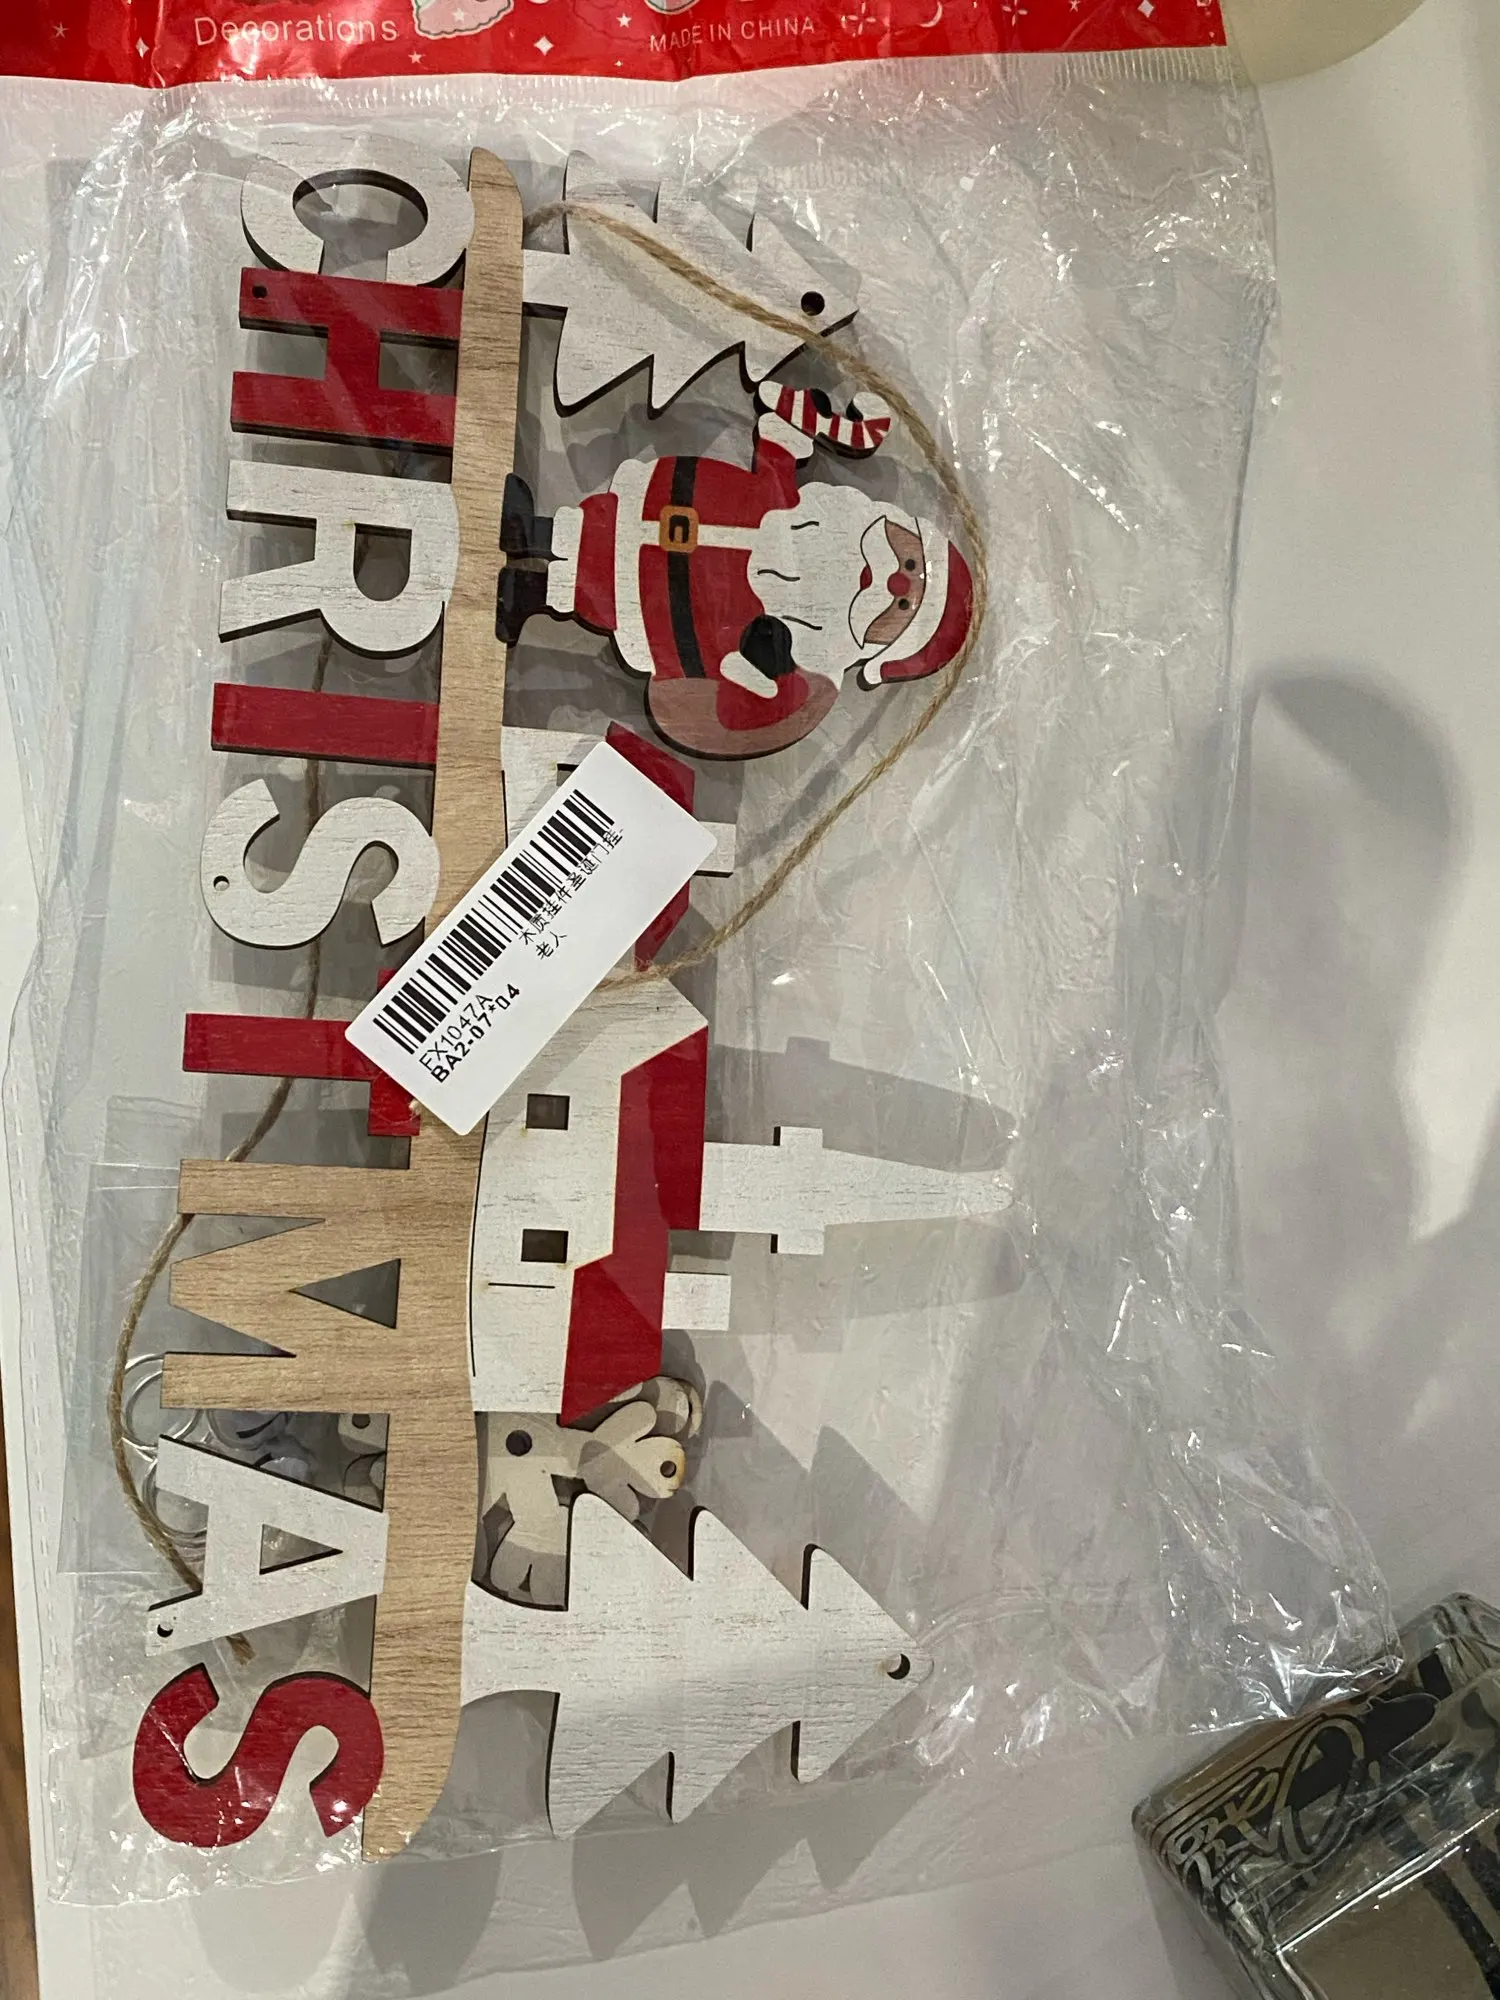 Decorations
MADE IN CHINA
CHRISTMAS
木质挂件圣诞门挂-
老人
FX1047A
BA2-07*04